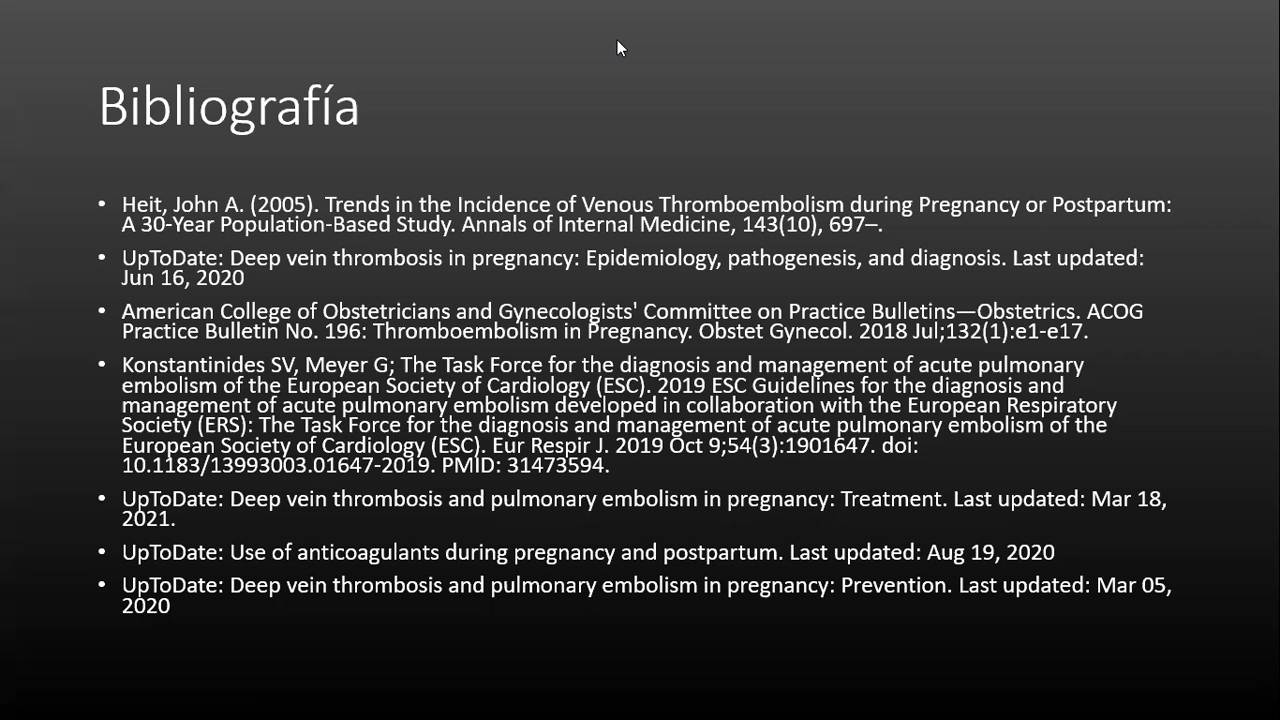 Bibliografía
• Heit, John A. (2005). Trends in the Incidence of Venous Thromboembolism during Pregnancy or Postpartum:
A 30-Year Population-Based Study. Annals of Internal Medicine, 143(10), 697–.
• UpToDate: Deep vein thrombosis in pregnancy: Epidemiology, pathogenesis, and diagnosis. Last updated:
Jun 16, 2020
• American College of Obstetricians and Gynecologists' Committee on Practice Bulletins—Obstetrics. ACOG
Practice Bulletin No. 196: Thromboembolism in Pregnancy. Obstet Gynecol. 2018 Jul;132(1):e1-e17.
• Konstantinides SV, Meyer G; The Task Force for the diagnosis and management of acute pulmonary
embolism of the European Society of Cardiology (ESC). 2019 ESC Guidelines for the diagnosis and
management of acute pulmonary embolism developed in collaboration with the European Respiratory
Society (ERS): The Task Force for the diagnosis and management of acute pulmonary embolism of the
European Society of Cardiology (ESC). Eur Respir J. 2019 Oct 9;54(3):1901647. doi:
10.1183/13993003.01647-2019. PMID: 31473594.
• UpToDate: Deep vein thrombosis and pulmonary embolism in pregnancy: Treatment. Last updated: Mar 18,
2021.
• UpToDate: Use of anticoagulants during pregnancy and postpartum. Last updated: Aug 19, 2020
• UpToDate: Deep vein thrombosis and pulmonary embolism in pregnancy: Prevention. Last updated: Mar 05,
2020